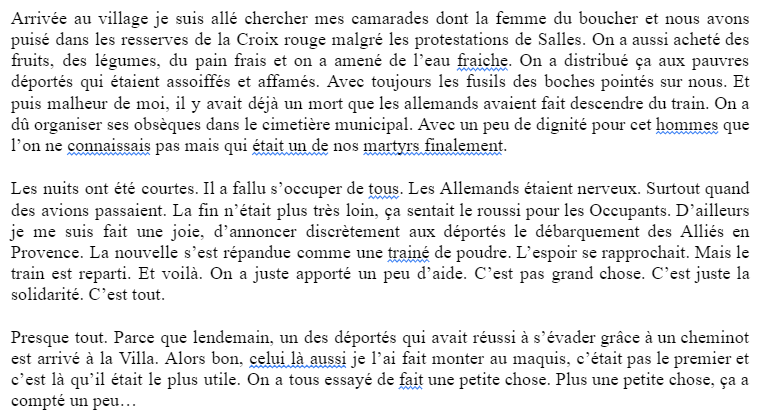 Arrivée au village je suis allé chercher mes camarades dont la femme du boucher et nous avons
puisé dans les resserves de la Croix rouge malgré les protestations de Salles. On a aussi acheté des
fruits, des légumes, du pain frais et on a amené de l’eau fraiche. On a distribué ça aux pauvres
déportés qui étaient assoiffés et affamés. Avec toujours les fusils des boches pointés sur nous. Et
puis malheur de moi, il y avait déjà un mort que les allemands avaient fait descendre du train. On a
dû organiser ses obsèques dans le cimetière municipal. Avec un peu de dignité pour cet hommes que
l’on ne connaissais pas mais qui était un de nos martyrs finalement.
Les nuits ont été courtes. Il a fallu s’occuper de tous. Les Allemands étaient nerveux. Surtout quand
des avions passaient. La fin n’était plus très loin, ça sentait le roussi pour les Occupants. D’ailleurs
je me suis fait une joie, d’annoncer discrètement aux déportés le débarquement des Alliés en
Provence. La nouvelle s’est répandue comme une trainé de poudre. L’espoir se rapprochait. Mais le
train est reparti. Et voilà. On a juste apporté un peu d’aide. C’est pas grand chose. C’est juste la
solidarité. C’est tout.
Presque tout. Parce que lendemain, un des déportés qui avait réussi à s’évader grâce à un cheminot
est arrivé à la Villa. Alors bon, celui là aussi je l’ai fait monter au maquis, c’était pas le premier et
c’est là qu’il était le plus utile. On a tous essayé de fait une petite chose. Plus une petite chose, ça a
compté un peu…